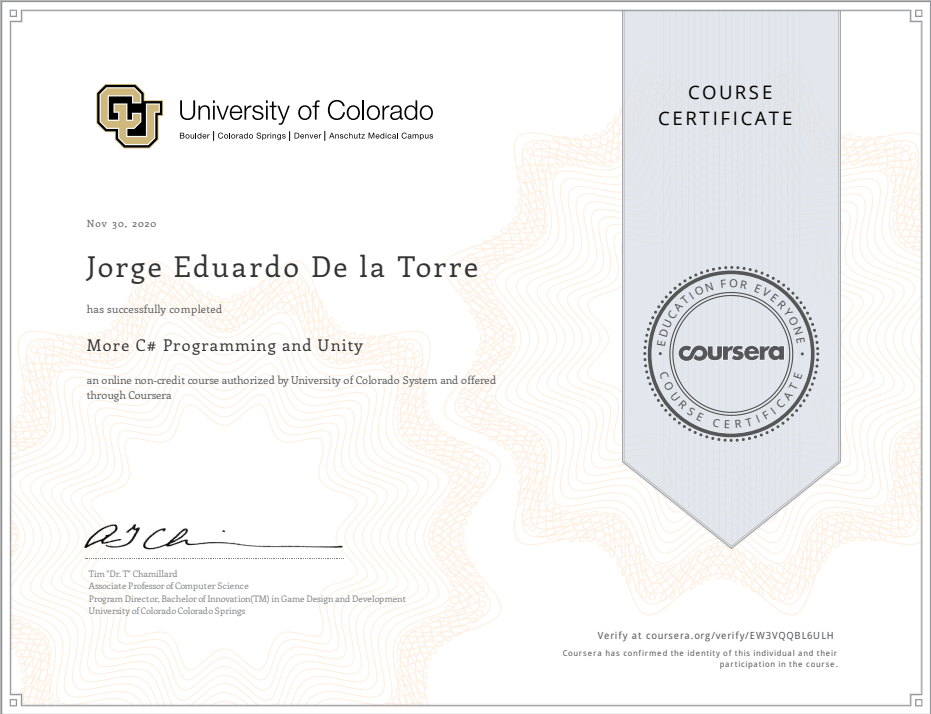 University of Colorado
Boulder | Colorado Springs | Denver | Anschutz Medical Campus
COURSE
CERTIFICATE
Nov 30, 2020
Jorge Eduardo De la Torre
has successfully completed
More C# Programming and Unity
an online non-credit course authorized by University of Colorado System and offered
through Coursera
EDUCATION FOR EVERYONE
coursera
COURSE CERTIFICATE
Tim "Dr. T" Chamillard
Associate Professor of Computer Science
Program Director, Bachelor of Innovation(TM) in Game Design and Development
University of Colorado Colorado Springs
Verify at coursera.org/verify/EW3VQQBL6ULH
Coursera has confirmed the identity of this individual and their
participation in the course.